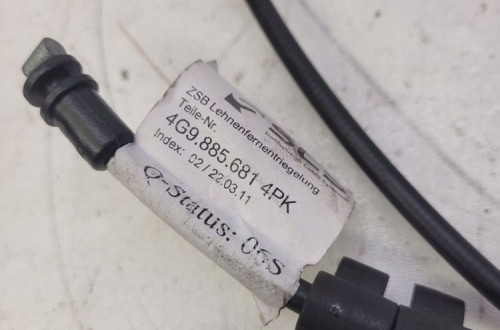 ZSB Lehnenfernentriegelung
Teile-Nr.
4G9.885.681 4PK
Index: 02 / 22.03.11
Q-Status: 06S